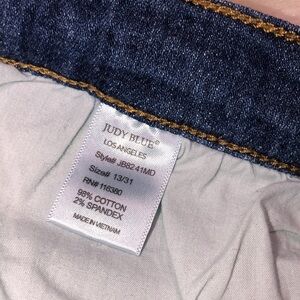 JUDY BLUE®
LOS ANGELES
Style# JB8241MD
Size# 13/31
RN# 116380
98% COTTON
2% SPANDEX
MADE IN VIETNAM